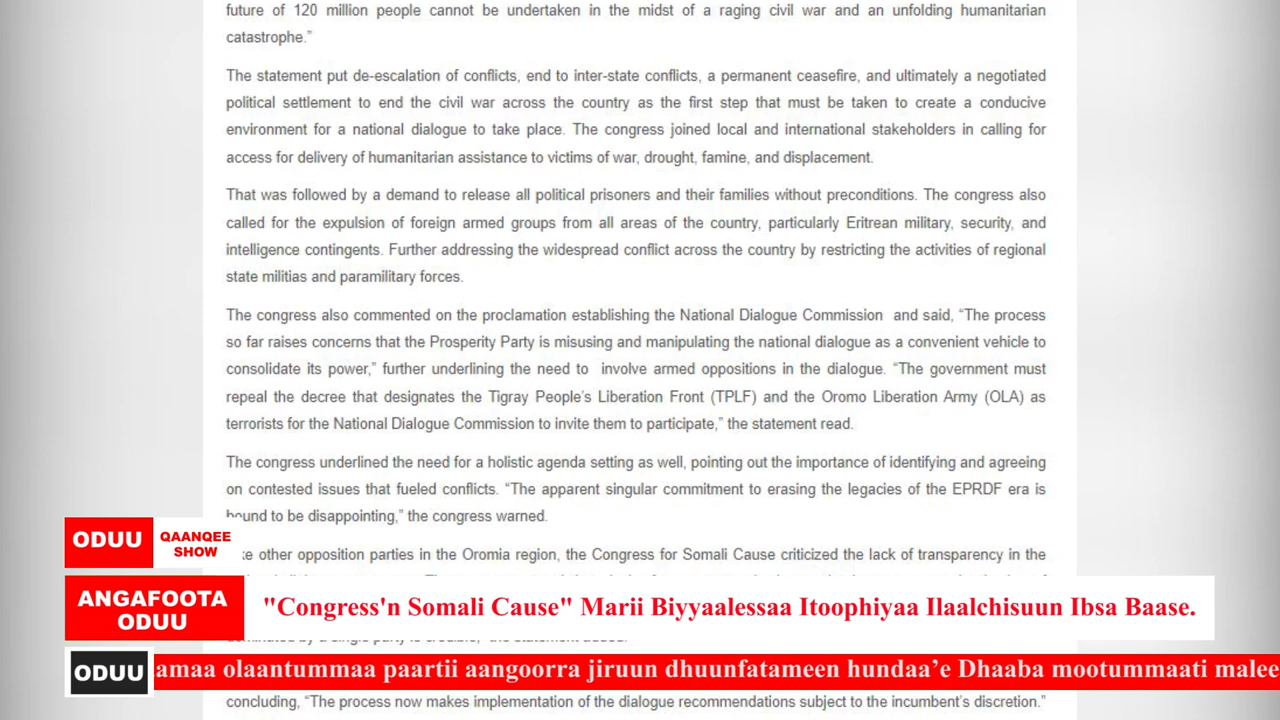 future of 120 million people cannot be undertaken in the midst of a raging civil war and an unfolding humanitarian
catastrophe.”
The statement put de-escalation of conflicts, end to inter-state conflicts, a permanent ceasefire, and ultimately a negotiated
political settlement to end the civil war across the country as the first step that must be taken to create a conducive
environment for a national dialogue to take place. The congress joined local and international stakeholders in calling for
access for delivery of humanitarian assistance to victims of war, drought, famine, and displacement.
That was followed by a demand to release all political prisoners and their families without preconditions. The congress also
called for the expulsion of foreign armed groups from all areas of the country, particularly Eritrean military, security, and
intelligence contingents. Further addressing the widespread conflict across the country by restricting the activities of regional
state militias and paramilitary forces.
The congress also commented on the proclamation establishing the National Dialogue Commission and said, “The process
so far raises concerns that the Prosperity Party is misusing and manipulating the national dialogue as a convenient vehicle to
consolidate its power,” further underlining the need to involve armed oppositions in the dialogue. “The government must
repeal the decree that designates the Tigray People’s Liberation Front (TPLF) and the Oromo Liberation Army (OLA) as
terrorists for the National Dialogue Commission to invite them to participate,” the statement read.
The congress underlined the need for a holistic agenda setting as well, pointing out the importance of identifying and agreeing
on contested issues that fueled conflicts. “The apparent singular commitment to erasing the legacies of the EPRDF era is
bound to be disappointing,” the congress warned.
ODUU
QAANQEE
SHOW
other opposition parties in the Oromia region, the Congress for Somali Cause criticized the lack of transparency in the
ANGAFOOTA
ODUU
"Congress'n Somali Cause" Marii Biyyaalessaa Itoophiyaa Ilaalchisuun Ibsa Baase.
ODUU
olaantummaa paartii aangoorra jiruun dhuunfatameen hundaa’e Dhaaba mootummaati malee
concluding, “The process now makes implementation of the dialogue recommendations subject to the incumbent’s discretion.”